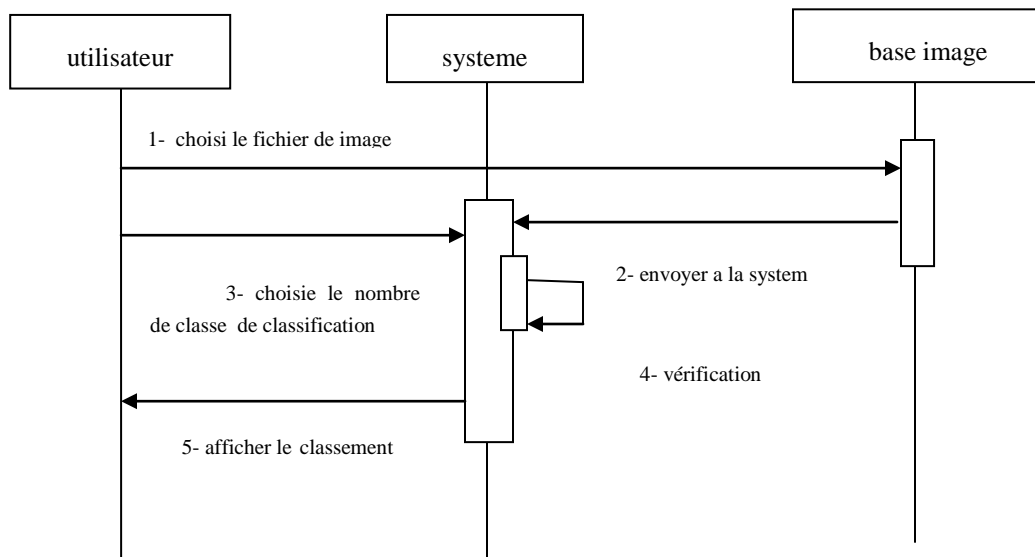 utilisateur
systeme
base image
1- choisi le fichier de image
2- envoyer a la system
3- choisie le nombre
de classe de classification
4- vérification
5- afficher le classement